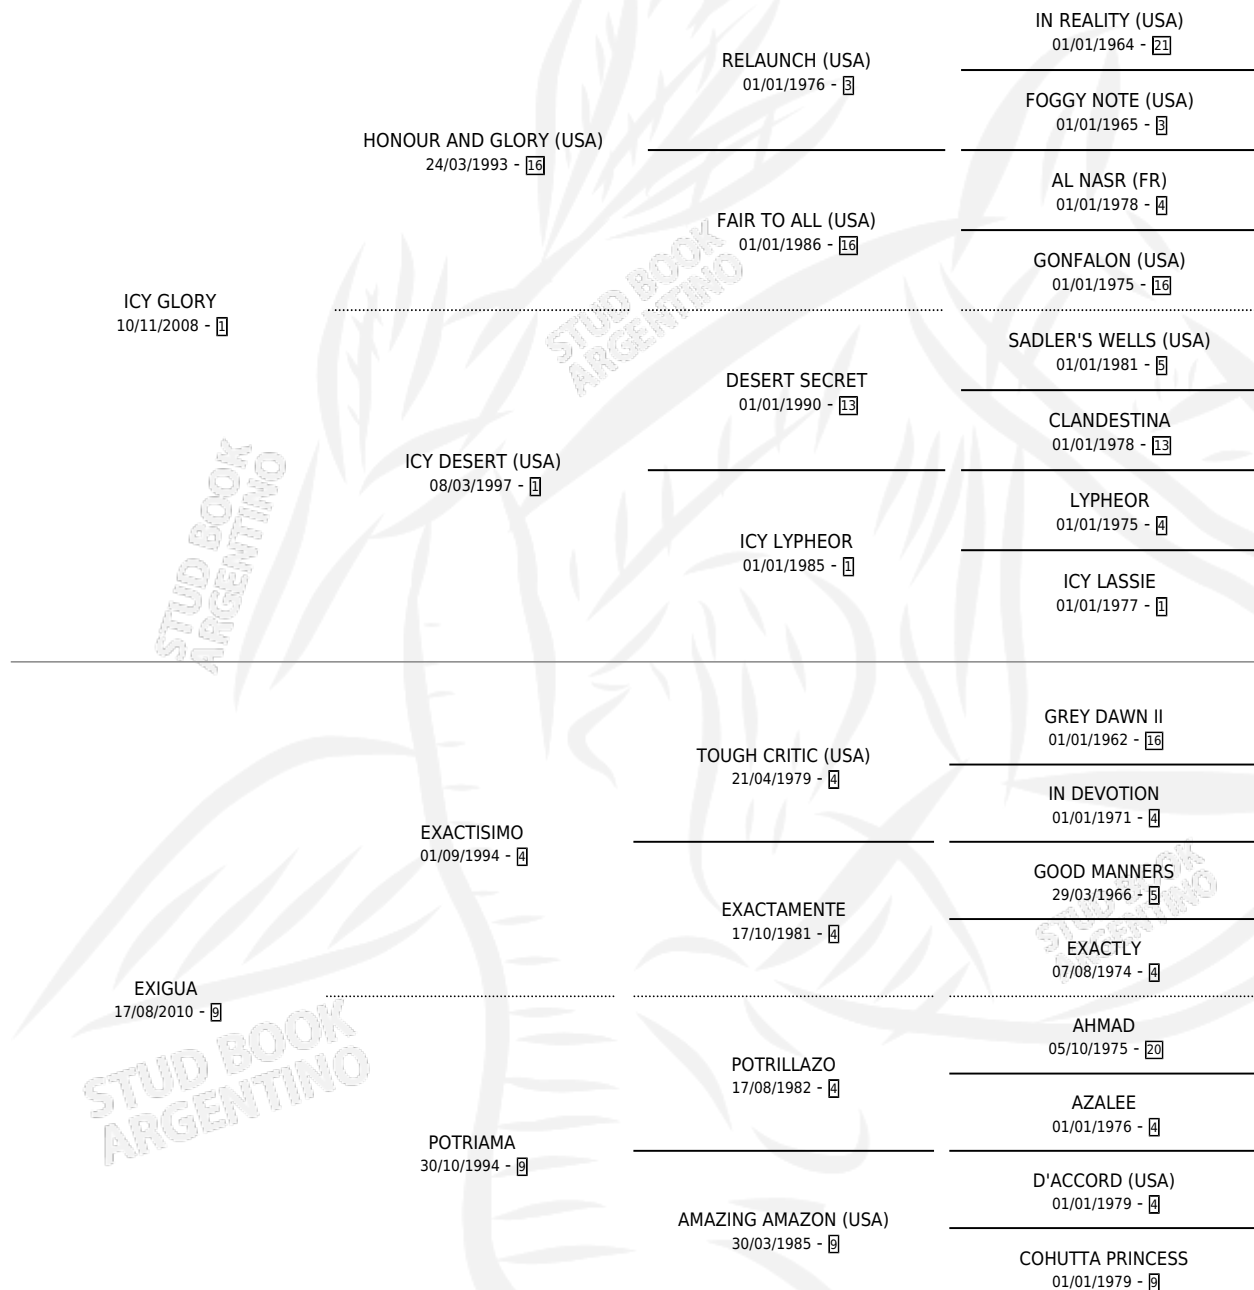 IN REALITY (USA)
01/01/1964 - 21
RELAUNCH (USA)
01/01/1976 - 3
FOGGY NOTE (USA)
01/01/1965 - 3
HONOUR AND GLORY (USA)
24/03/1993 - 16
AL NASR (FR)
01/01/1978 - 4
FAIR TO ALL (USA)
01/01/1986 - 16
GONFALON (USA)
01/01/1975 - 16
ICY GLORY
10/11/2008 - 1
SADLER'S WELLS (USA)
01/01/1981 - 5
DESERT SECRET
01/01/1990 - 13
CLANDESTINA
01/01/1978 - 13
ICY DESERT (USA)
08/03/1997 - 1
LYPHEOR
01/01/1975 - 4
ICY LYPHEOR
01/01/1985 - 1
ICY LASSIE
01/01/1977 - 1
GREY DAWN II
01/01/1962 - 16
TOUGH CRITIC (USA)
21/04/1979 - 4
IN DEVOTION
01/01/1971 - 4
EXACTISIMO
01/09/1994 - 4
GOOD MANNERS
29/03/1966 - 5
EXACTAMENTE
17/10/1981 - 4
EXACTLY
07/08/1974 - 4
EXIGUA
17/08/2010 - 9
AHMAD
05/10/1975 - 20
POTRILLAZO
17/08/1982 - 4
AZALEE
01/01/1976 - 4
POTRIAMA
30/10/1994 - 9
D'ACCORD (USA)
01/01/1979 - 4
AMAZING AMAZON (USA)
30/03/1985 - 9
COHUTTA PRINCESS
01/01/1979 - 9
STUD BOOK
ARGENTINO
STUD BOOK
ARGENTINO
STUD BOOK
ARGENTINO
STUD BOOK
ARGENTINO